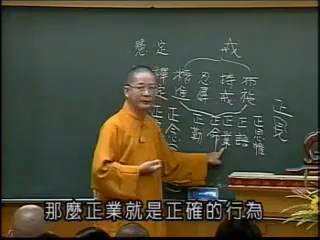 戒
定
慧
布施
持戒
忍辱
精進
禪定
正見
正思惟
正語
正業
正命
正勤
正念
那麼正業就是正確的行為